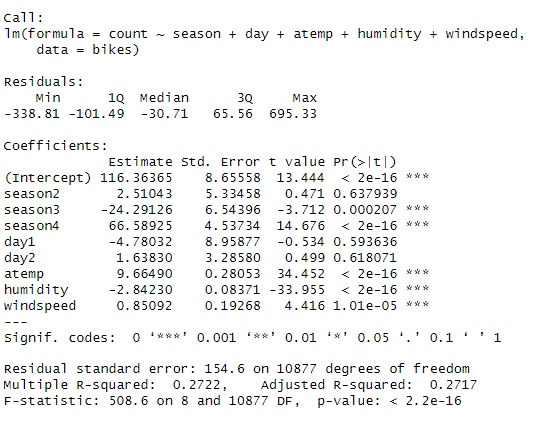 Call:
lm(formula = count ~ season + day + atemp + humidity + windspeed,
    data = bikes)
Residuals:
    Min      1Q  Median      3Q     Max
-338.81 -101.49  -30.71   65.56  695.33
Coefficients:
             Estimate Std. Error t value Pr(>|t|)
(Intercept) 116.36365    8.65558  13.444  < 2e-16 ***
season2       2.51043    5.33458   0.471 0.637939
season3     -24.29126    6.54396  -3.712 0.000207 ***
season4      66.58925    4.53734  14.676  < 2e-16 ***
day1         -4.78032    8.95877  -0.534 0.593636
day2          1.63830    3.28580   0.499 0.618071
atemp         9.66490    0.28053  34.452  < 2e-16 ***
humidity     -2.84230    0.08371 -33.955  < 2e-16 ***
windspeed     0.85092    0.19268   4.416 1.01e-05 ***
---
Signif. codes:  0 ‘***’ 0.001 ‘**’ 0.01 ‘*’ 0.05 ‘.’ 0.1 ‘ ’ 1
Residual standard error: 154.6 on 10877 degrees of freedom
Multiple R-squared:  0.2722,    Adjusted R-squared:  0.2717
F-statistic: 508.6 on 8 and 10877 DF,  p-value: < 2.2e-16